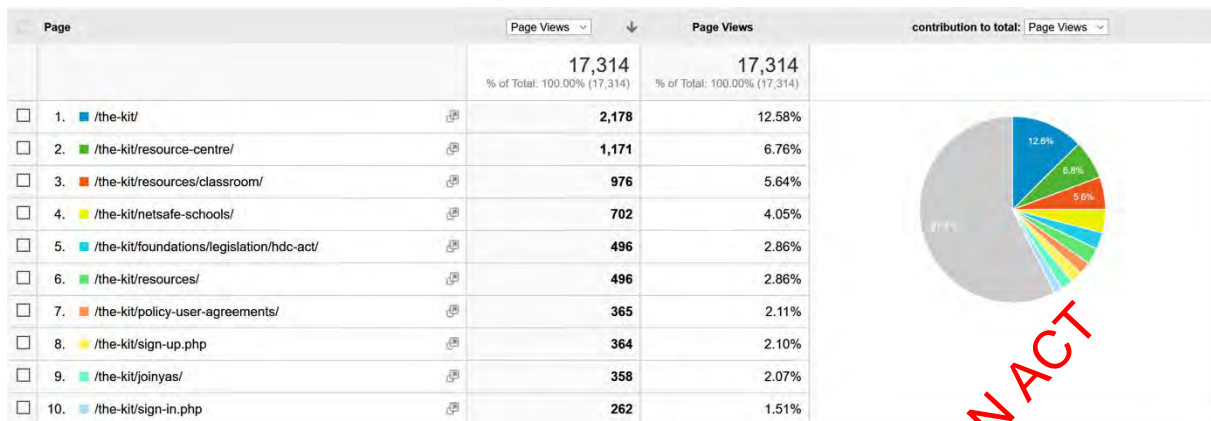 Page Page Views Page Views contribution to total: Page Views
17,314 17,314
% of Total: 100.00% (17,314) % of Total: 100.00% (17,314)
1. /the-kit/ 2,178 12.58%
2. /the-kit/resource-centre/ 1,171 6.76%
3. /the-kit/resources/classroom/ 976 5.64%
4. /the-kit/netsafe-schools/ 702 4.05%
5. /the-kit/foundations/legislation/hdc-act/ 496 2.86%
6. /the-kit/resources/ 496 2.86%
7. /the-kit/policy-user-agreements/ 365 2.11%
8. /the-kit/sign-up.php 364 2.10%
9. /the-kit/joinyas/ 358 2.07%
10. /the-kit/sign-in.php 262 1.51%
12.6%
6.8%
5.6%
N ACT